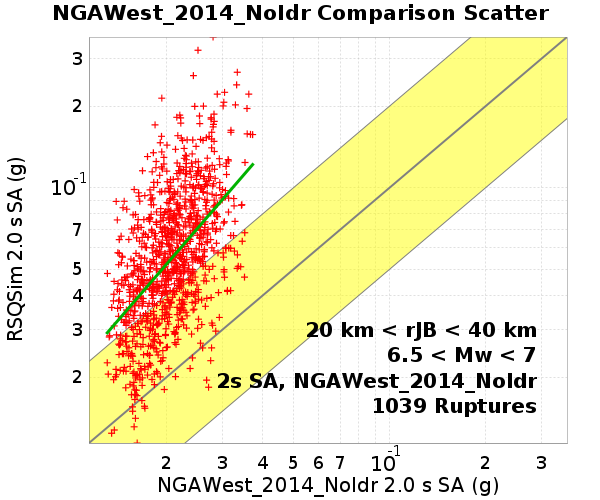 NGAWest_2014_NoIdr Comparison Scatter
RSQSim 2.0 s SA (g)
3
2
10-1
7
5
4
3
2
20 km < rJB < 40 km
6.5 < Mw < 7
2s SA, NGAWest_2014_NoIdr
1039 Ruptures
2 3 4 5 6 7 10-1 2 3
NGAWest_2014_NoIdr 2.0 s SA (g)